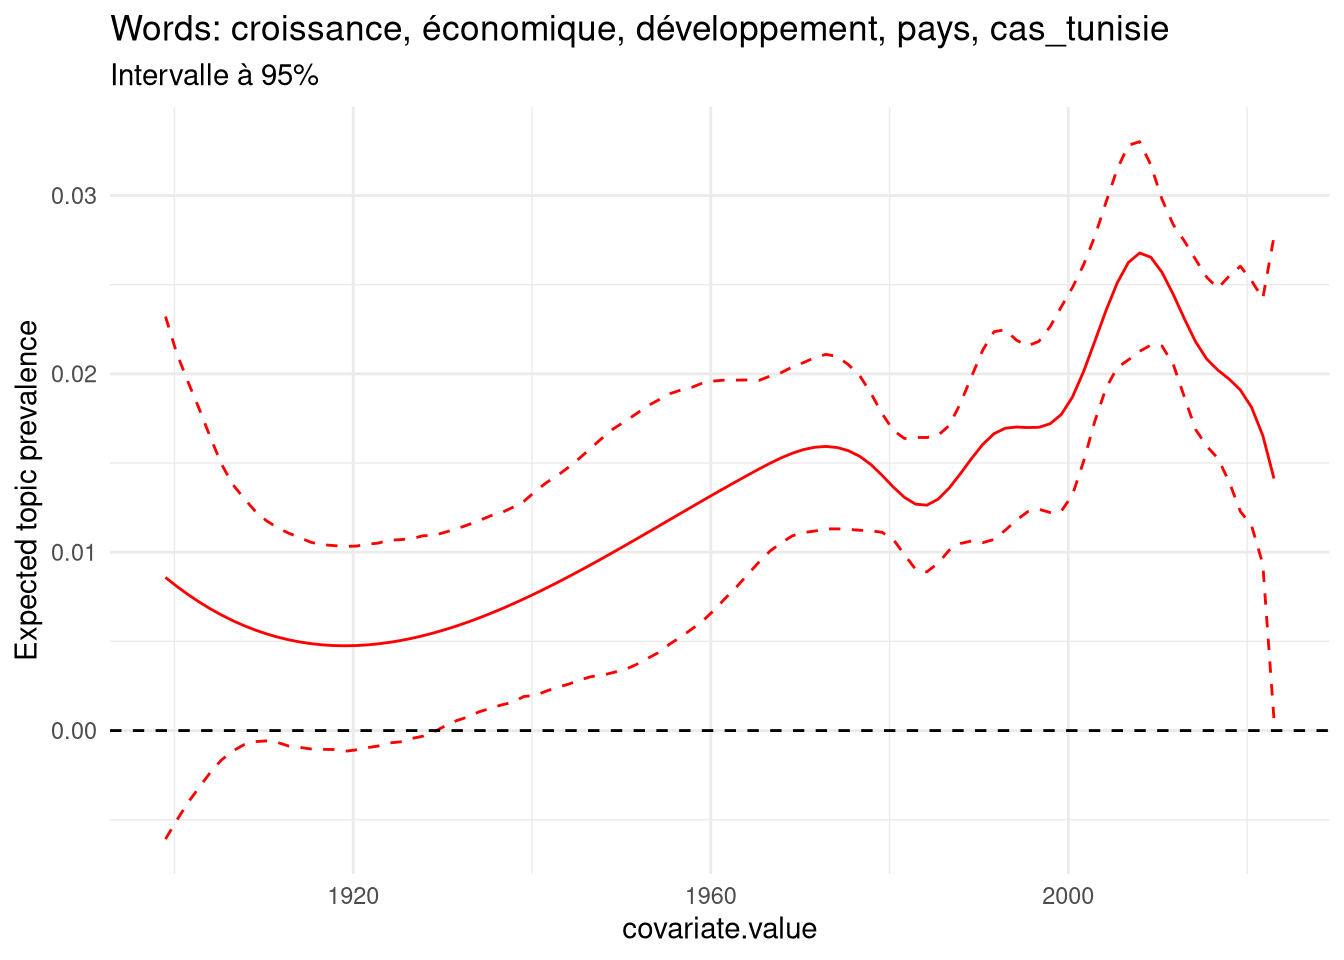 Words: croissance, économique, développement, pays, cas_tunisie
Intervalle à 95%
Expected topic prevalence
0.03
0.02
0.01
0.00
1920
1960
2000
covariate.value